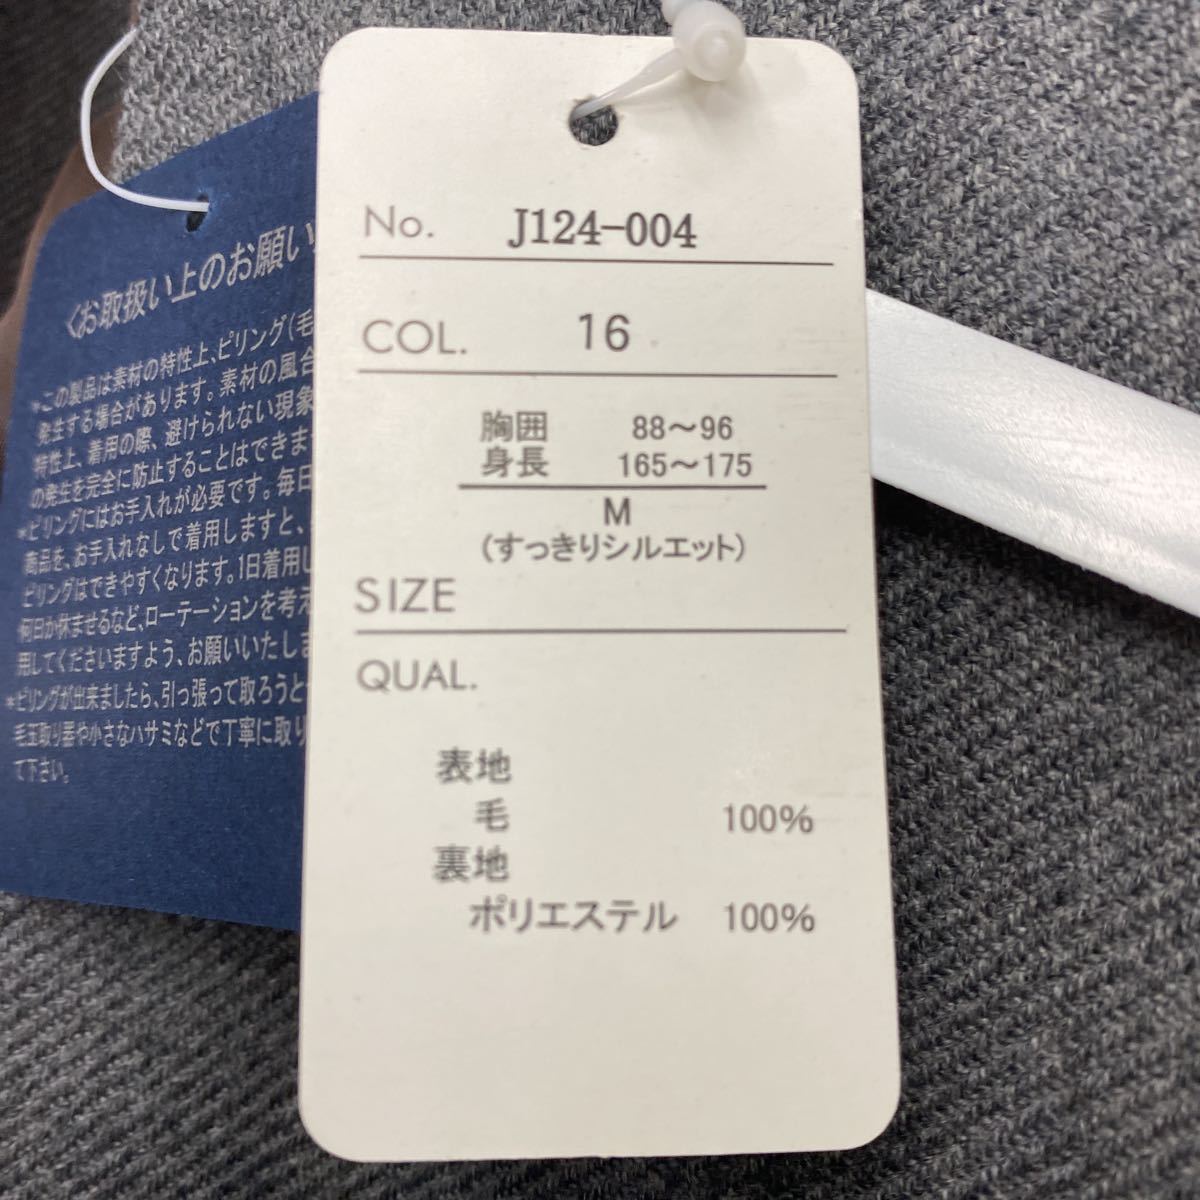 No. J124-004
COL. 16
胸囲 88～96
身長 165～175
M
(すっきりシルエット)
SIZE
QUAL.
表地
毛 100%
裏地
ポリエステル 100%
〈お取扱い上のお願い
*この製品は素材の特性上、ピリング(毛
発生する場合があります。素材の風合
特性上、着用の際、避けられない現象
の発生を完全に防止することはできま
*ピリングにはお手入れが必要です。毎日
商品を、お手入れなしで着用しますと、
ピリングはできやすくなります。1日着用し
何日か休ませるなど、ローテーションを考え
用してくださいますよう、お願いいたしま
*ピリングが出来ましたら、引っ張って取ろうと
毛玉取り器や小さなハサミなどで丁寧に取り
て下さい。